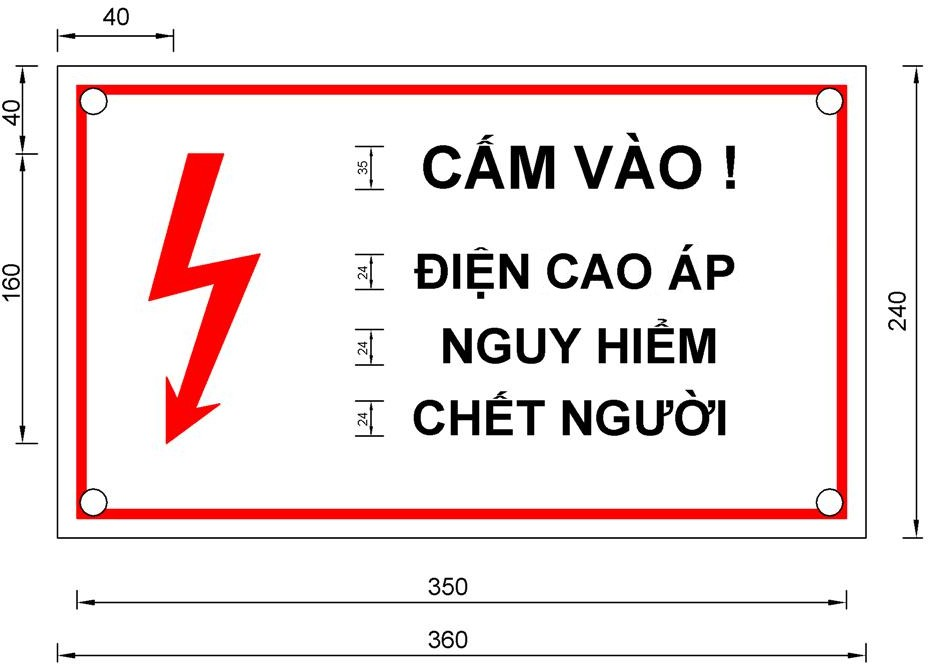 40
40
CẤM VÀO !
35
ĐIỆN CAO ÁP
24
160
240
NGUY HIỂM
24
CHẾT NGƯỜI
24
350
360